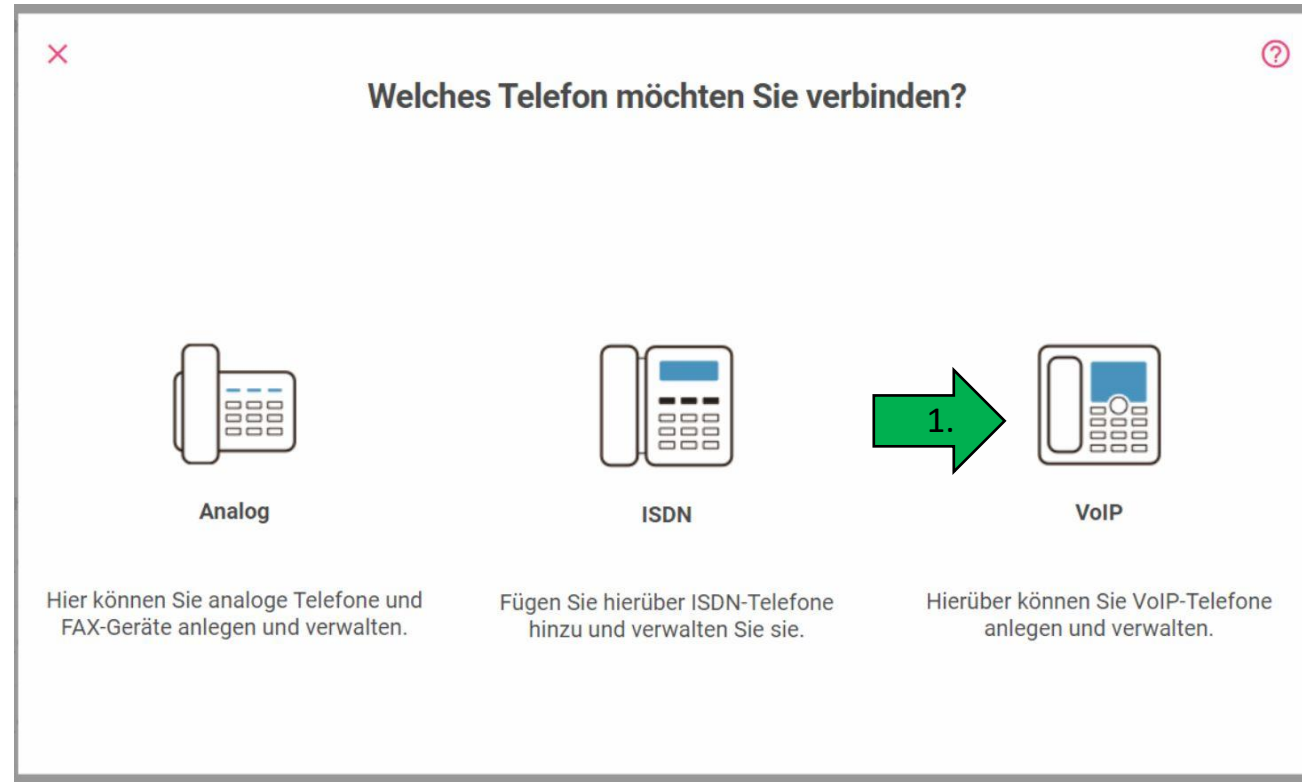 Welches Telefon möchten Sie verbinden?
1.
Analog
ISDN
VoIP
Hier können Sie analoge Telefone und
FAX-Geräte anlegen und verwalten.
Fügen Sie hierüber ISDN-Telefone
hinzu und verwalten Sie sie.
Hierüber können Sie VoIP-Telefone
anlegen und verwalten.